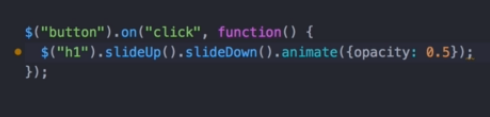 $("button").on("click", function() {
  $("h1").slideUp().slideDown().animate({opacity: 0.5});
});